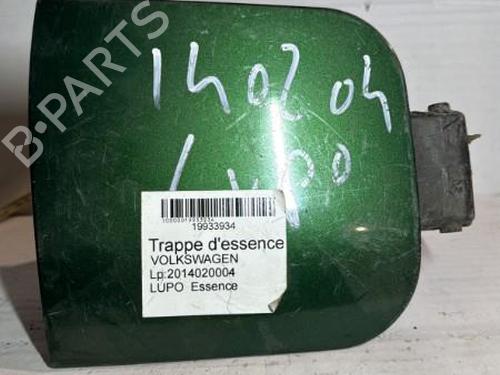 B-PARTS
140204
Lupo
19933934
Trappe d'essence
VOLKSWAGEN
Lp:2014020004
LUPO Essence